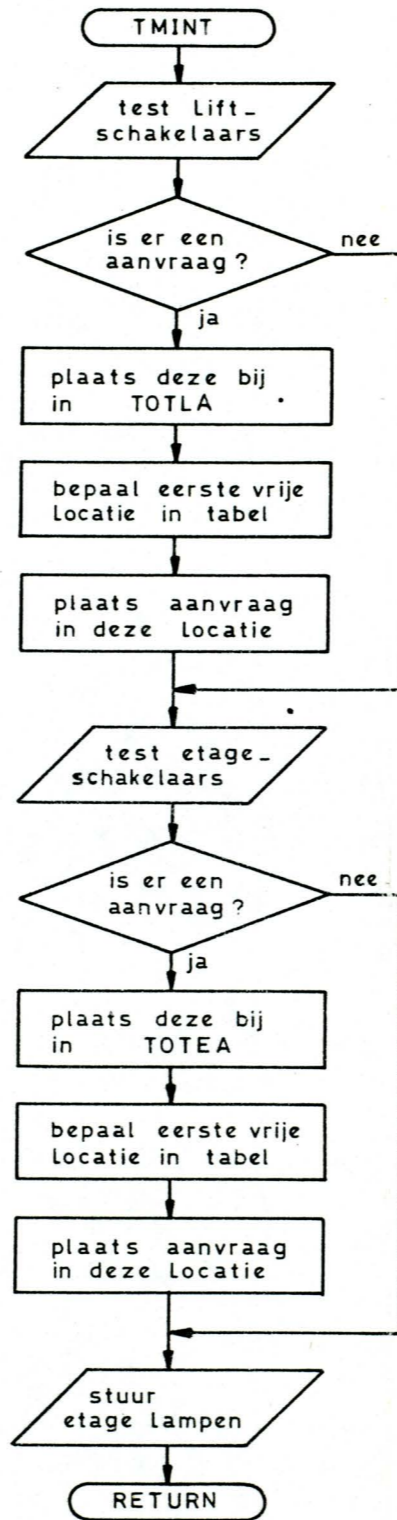 TMINT
test Lift_
schakelaars
is er een
aanvraag?
nee
ja
plaats deze bij
in TOTLA
bepaal eerste vrije
Locatie in tabel
plaats aanvraag
in deze Locatie
test etage_
schakelaars
is er een
aanvraag?
nee
ja
plaats deze bij
in TOTEA
bepaal eerste vrije
Locatie in tabel
plaats aanvraag
in deze Locatie
stuur
etage Lampen
RETURN